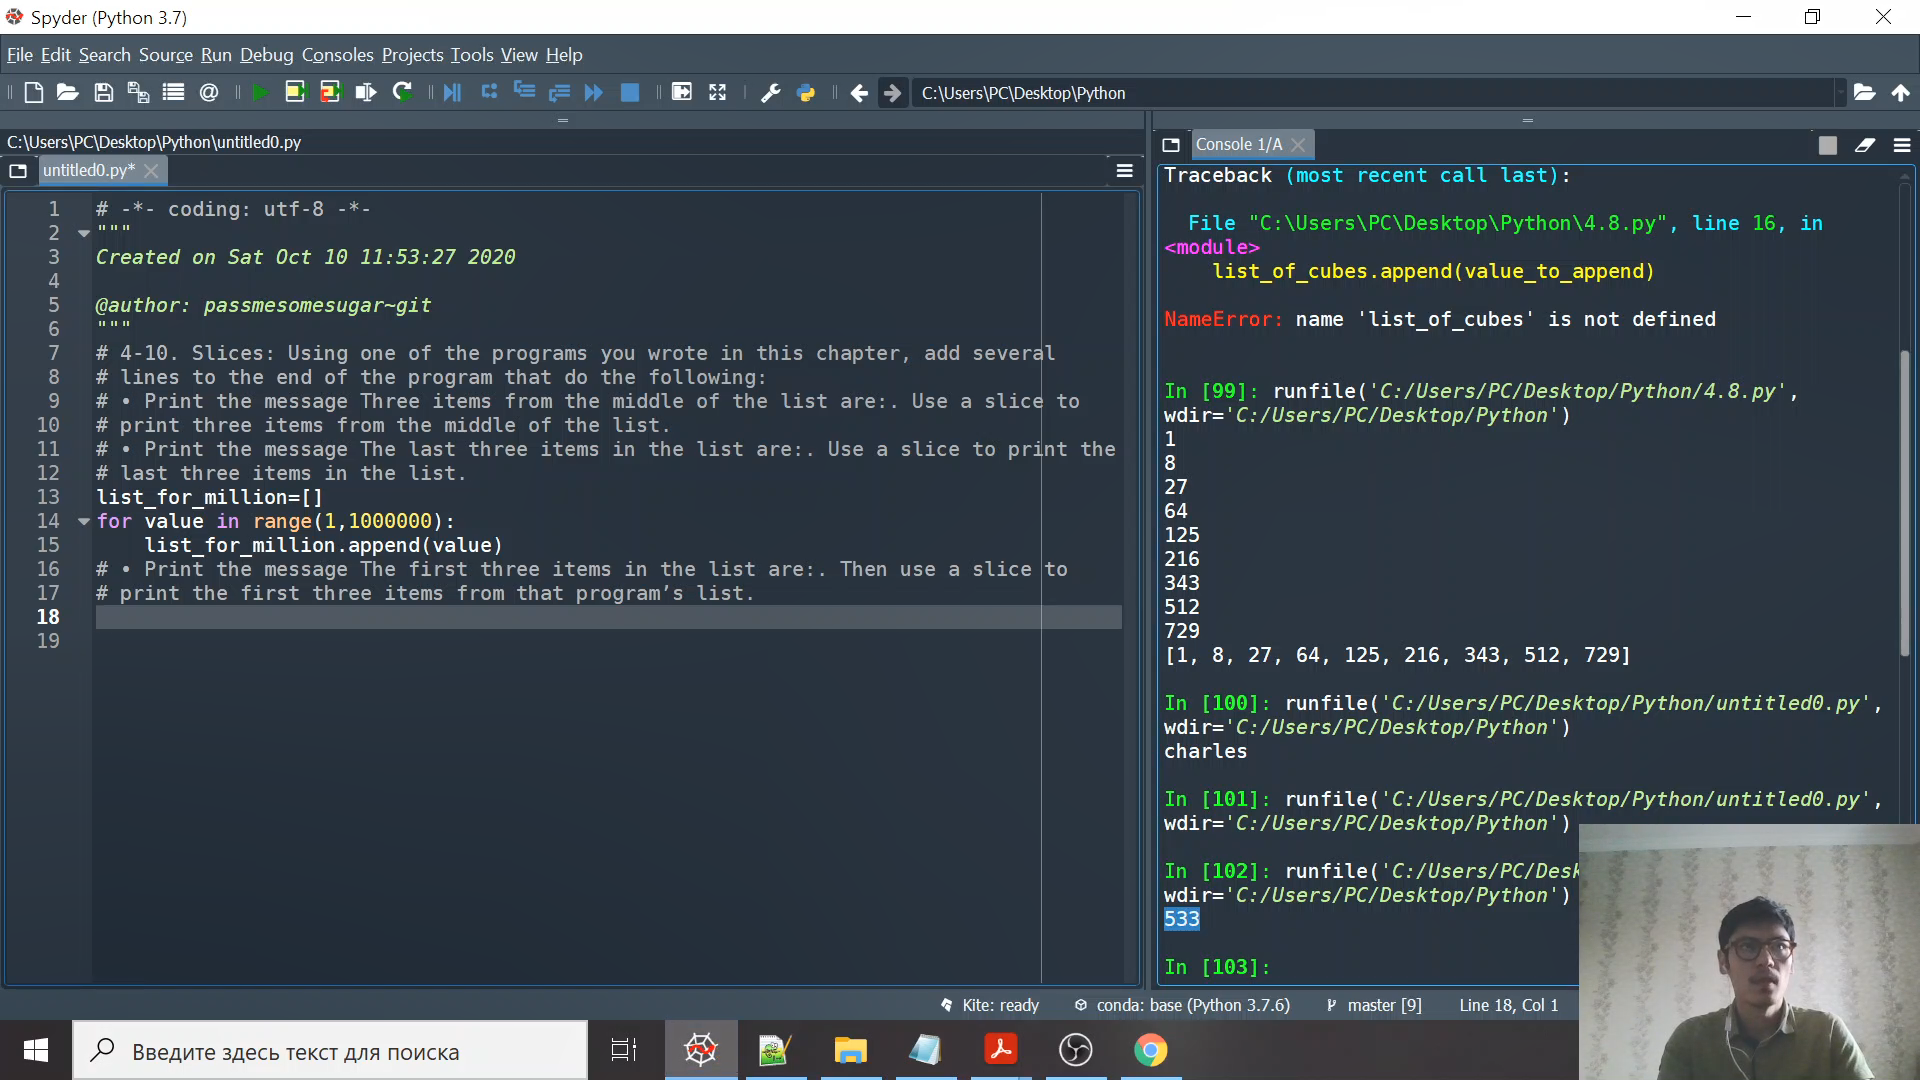 Spyder (Python 3.7)
File Edit Search Source Run Debug Consoles Projects Tools View Help
C:\Users\PC\Desktop\Python
C:\Users\PC\Desktop\Python\untitled0.py
untitled0.py*
1 # -*- coding: utf-8 -*-
2 """
3 Created on Sat Oct 10 11:53:27 2020
4
5 @author: passmesomesugar~git
6 """
7 # 4-10. Slices: Using one of the programs you wrote in this chapter, add several
8 # lines to the end of the program that do the following:
9 # • Print the message Three items from the middle of the list are:. Use a slice to
10 # print three items from the middle of the list.
11 # • Print the message The last three items in the list are:. Use a slice to print the
12 # last three items in the list.
13 list_for_million=[]
14 for value in range(1,1000000):
15     list_for_million.append(value)
16 # • Print the message The first three items in the list are:. Then use a slice to
17 # print the first three items from that program’s list.
18
19
Console 1/A
Traceback (most recent call last):
File "C:\Users\PC\Desktop\Python\4.8.py", line 16, in
<module>
list_of_cubes.append(value_to_append)
NameError: name 'list_of_cubes' is not defined
In [99]: runfile('C:/Users/PC/Desktop/Python/4.8.py',
wdir='C:/Users/PC/Desktop/Python')
1
8
27
64
125
216
343
512
729
[1, 8, 27, 64, 125, 216, 343, 512, 729]
In [100]: runfile('C:/Users/PC/Desktop/Python/untitled0.py',
wdir='C:/Users/PC/Desktop/Python')
charles
In [101]: runfile('C:/Users/PC/Desktop/Python/untitled0.py',
wdir='C:/Users/PC/Desktop/Python')
In [102]: runfile('C:/Users/PC/Desk
wdir='C:/Users/PC/Desktop/Python')
533
In [103]:
Kite: ready conda: base (Python 3.7.6) master [9] Line 18, Col 1
Введите здесь текст для поиска